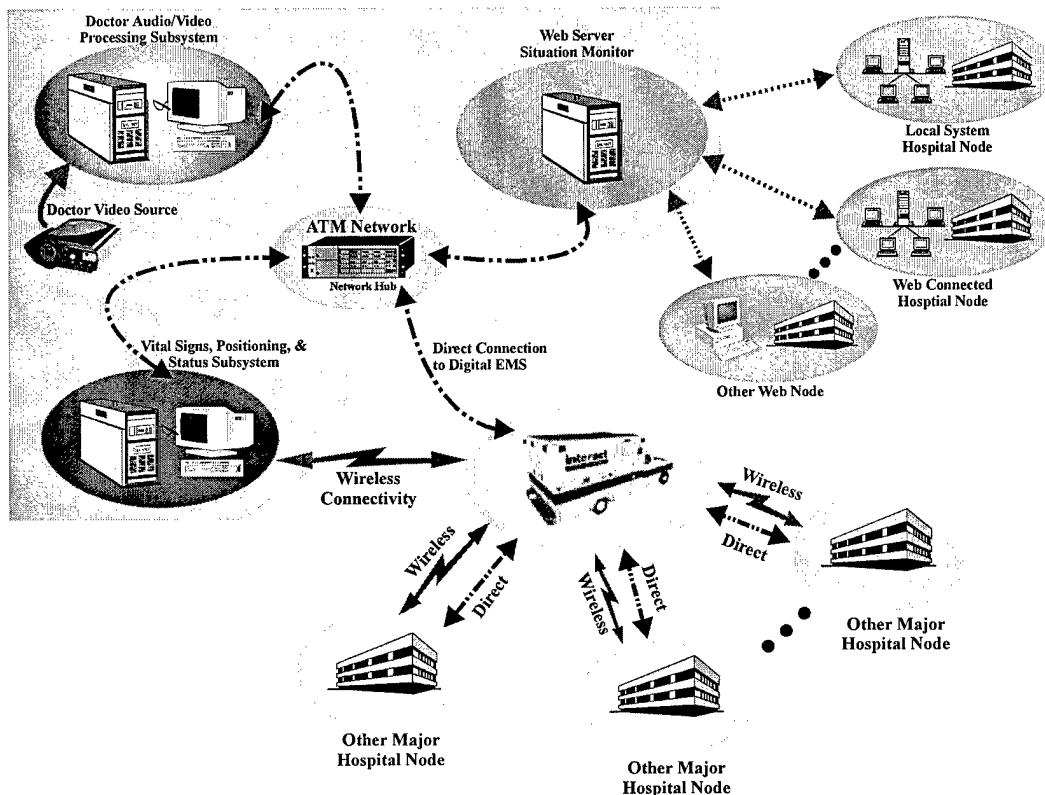 Doctor Audio/Video
Processing Subsystem
Web Server
Situation Monitor
Local System
Hospital Node
Doctor Video Source
ATM Network
Network Hub
Web Connected
Hosptial Node
Vital Signs, Positioning, &
Status Subsystem
Direct Connection
to Digital EMS
Other Web Node
interact
Wireless
Connectivity
Wireless
Direct
Wireless
Direct
Wireless
Direct
Other Major
Hospital Node
Other Major
Hospital Node
Other Major
Hospital Node